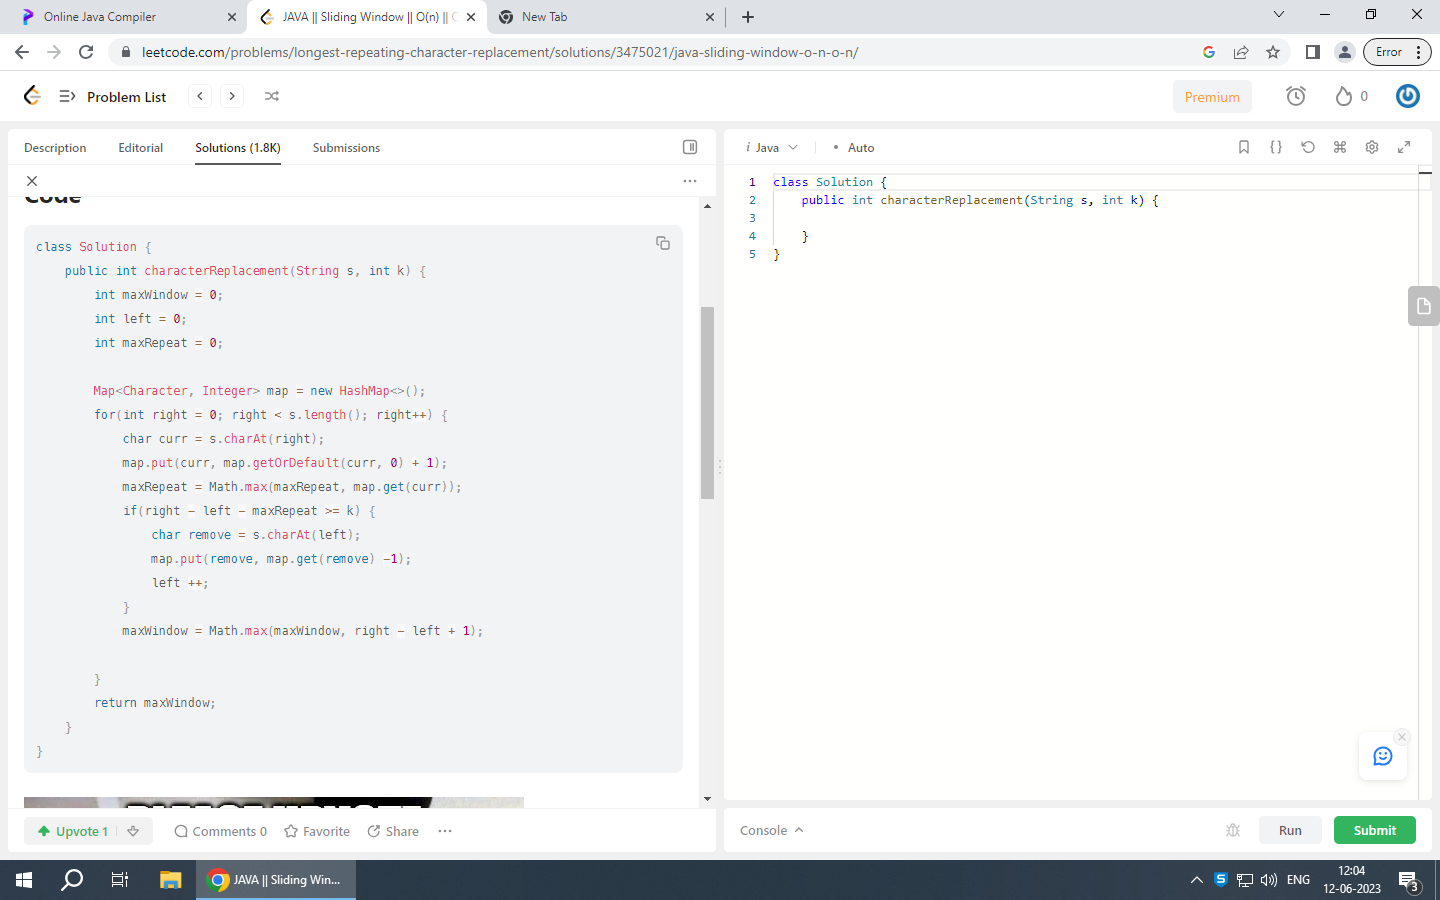 Online Java Compiler
JAVA || Sliding Window || O(n) ||
New Tab
leetcode.com/problems/longest-repeating-character-replacement/solutions/3475021/java-sliding-window-o-n-o-n/
Error
Problem List
Premium
0
Description
Editorial
Solutions (1.8K)
Submissions
Code
class Solution {
public int characterReplacement(String s, int k) {
int maxWindow = 0;
int left = 0;
int maxRepeat = 0;
Map<Character, Integer> map = new HashMap<>();
for(int right = 0; right < s.length(); right++) {
char curr = s.charAt(right);
map.put(curr, map.getOrDefault(curr, 0) + 1);
maxRepeat = Math.max(maxRepeat, map.get(curr));
if(right - left - maxRepeat >= k) {
char remove = s.charAt(left);
map.put(remove, map.get(remove) -1);
left ++;
}
maxWindow = Math.max(maxWindow, right - left + 1);
}
return maxWindow;
}
}
Upvote 1
Comments 0
Favorite
Share
i Java
• Auto
1 class Solution {
2 public int characterReplacement(String s, int k) {
3
4 }
5 }
Console
Run
Submit
JAVA || Sliding Win...
ENG
12:04
12-06-2023
3